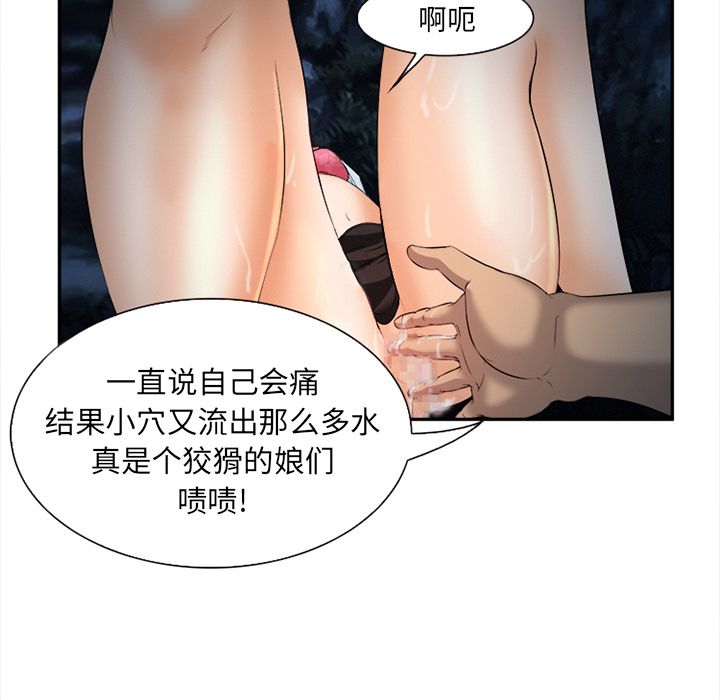 啊呃
一直说自己会痛
结果小穴又流出那么多水
真是个狡猾的娘们
啧啧!